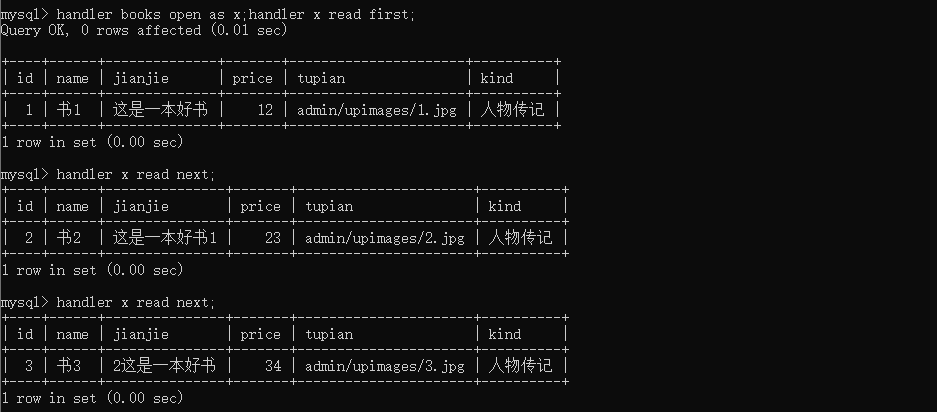 mysql> handler books open as x;handler x read first;
Query OK, 0 rows affected (0.01 sec)
+----+------+--------------+-------+----------------------+----------+
| id | name | jianjie | price | tupian | kind |
+----+------+--------------+-------+----------------------+----------+
| 1 | 书1 | 这是一本好书 | 12 | admin/upimages/1.jpg | 人物传记 |
+----+------+--------------+-------+----------------------+----------+
1 row in set (0.00 sec)
mysql> handler x read next;
+----+------+---------------+-------+----------------------+----------+
| id | name | jianjie | price | tupian | kind |
+----+------+---------------+-------+----------------------+----------+
| 2 | 书2 | 这是一本好书1 | 23 | admin/upimages/2.jpg | 人物传记 |
+----+------+---------------+-------+----------------------+----------+
1 row in set (0.00 sec)
mysql> handler x read next;
+----+------+---------------+-------+----------------------+----------+
| id | name | jianjie | price | tupian | kind |
+----+------+---------------+-------+----------------------+----------+
| 3 | 书3 | 2这是一本好书 | 34 | admin/upimages/3.jpg | 人物传记 |
+----+------+---------------+-------+----------------------+----------+
1 row in set (0.00 sec)